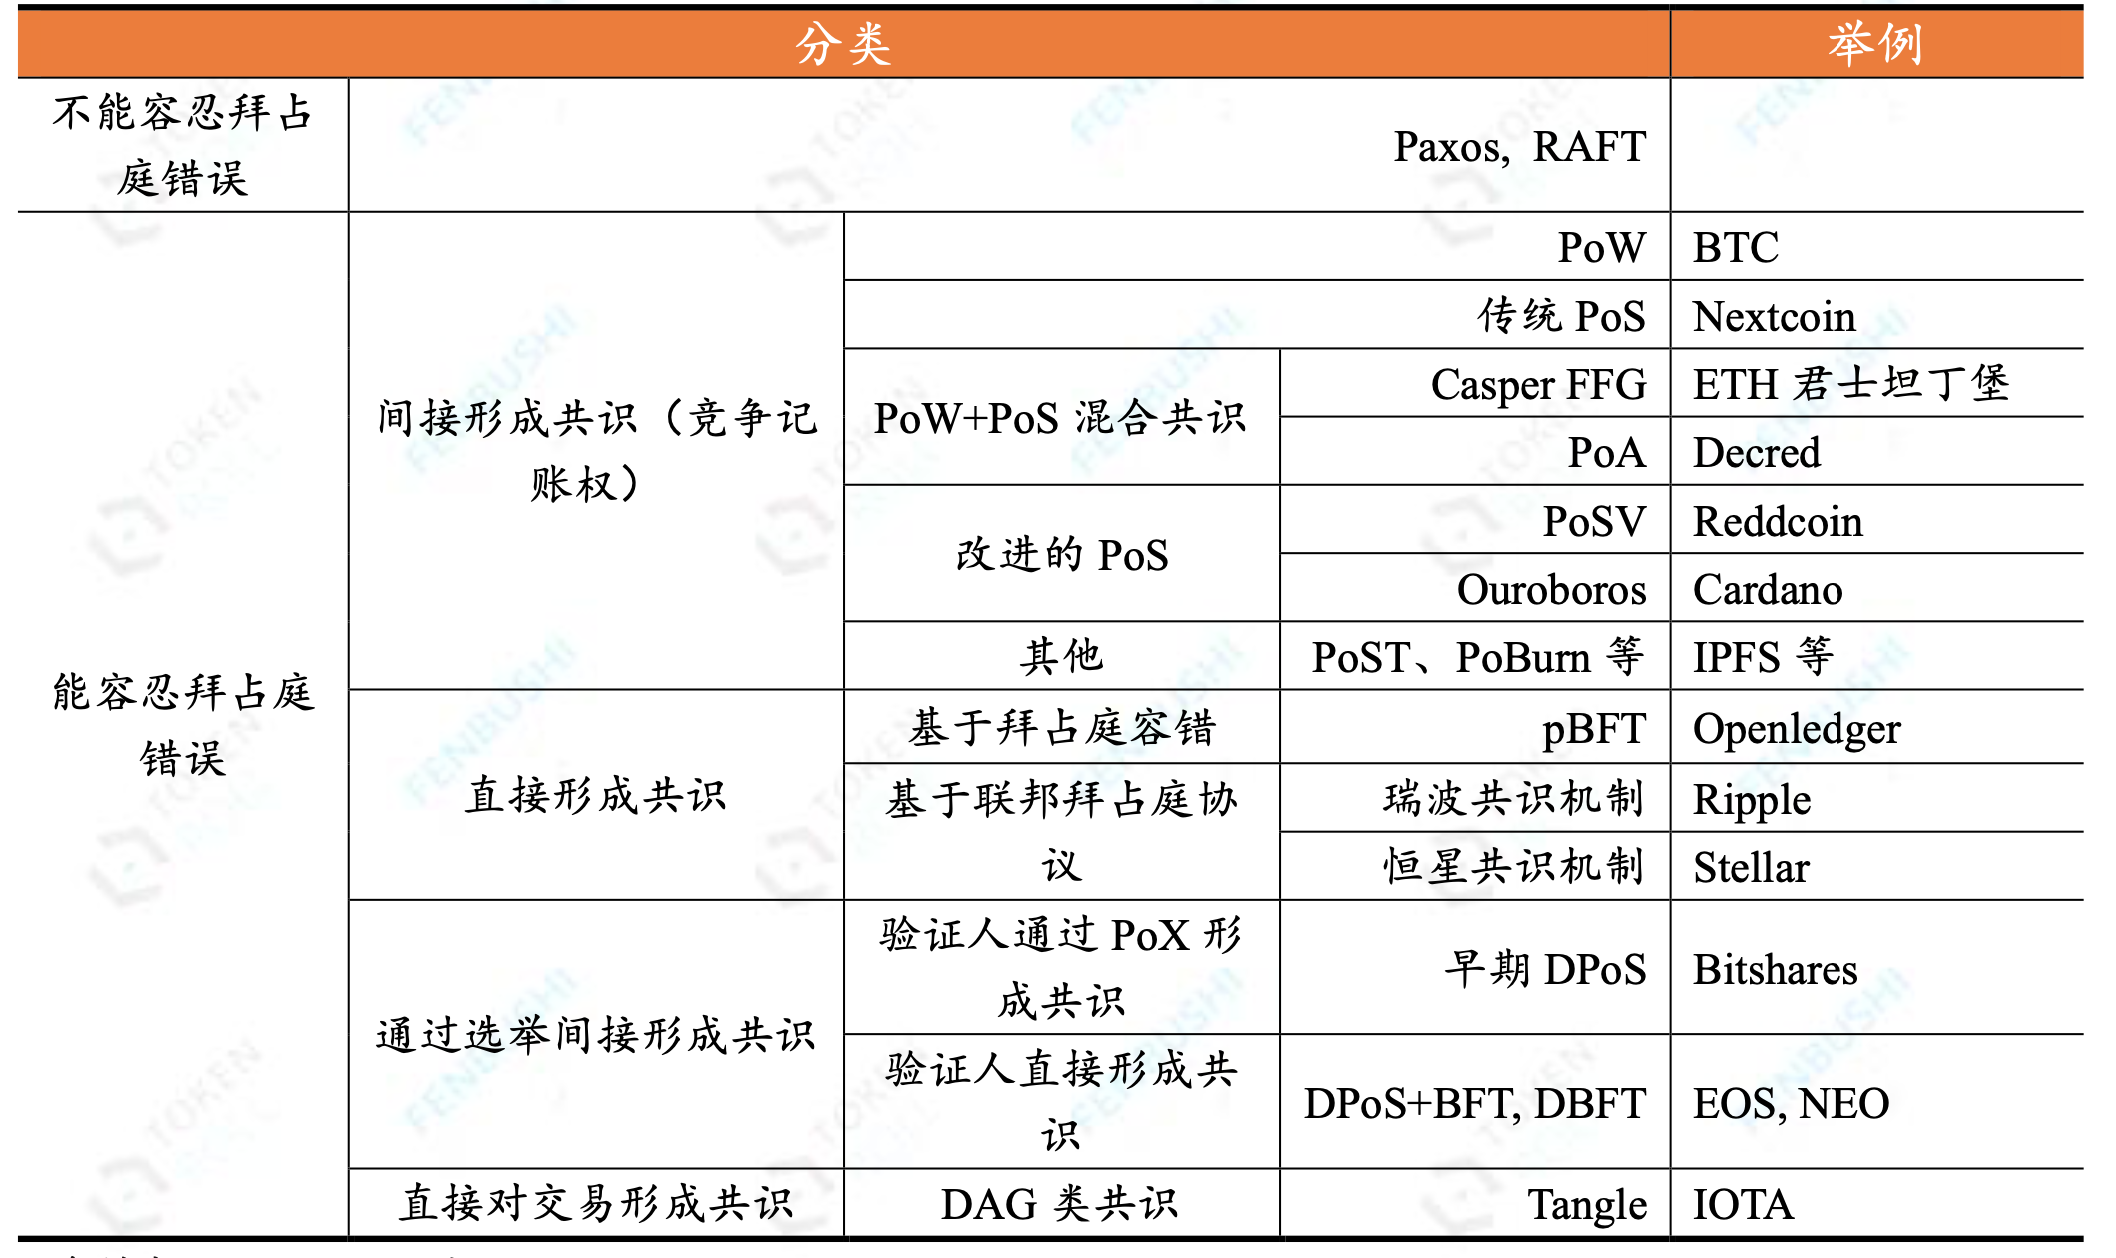 分类 举例
不能容忍拜占
庭错误
Paxos, RAFT
能容忍拜占庭
错误
间接形成共识（竞争记
账权）
PoW BTC
传统 PoS Nextcoin
PoW+PoS 混合共识
Casper FFG ETH 君士坦丁堡
PoA Decred
改进的 PoS
PoSV Reddcoin
Ouroboros Cardano
其他 PoST、PoBurn 等 IPFS 等
直接形成共识
基于拜占庭容错 pBFT Openledger
基于联邦拜占庭协
议
瑞波共识机制 Ripple
恒星共识机制 Stellar
通过选举间接形成共识
验证人通过 PoX 形
成共识
早期 DPoS Bitshares
验证人直接形成共
识
DPoS+BFT, DBFT EOS, NEO
直接对交易形成共识 DAG 类共识 Tangle IOTA